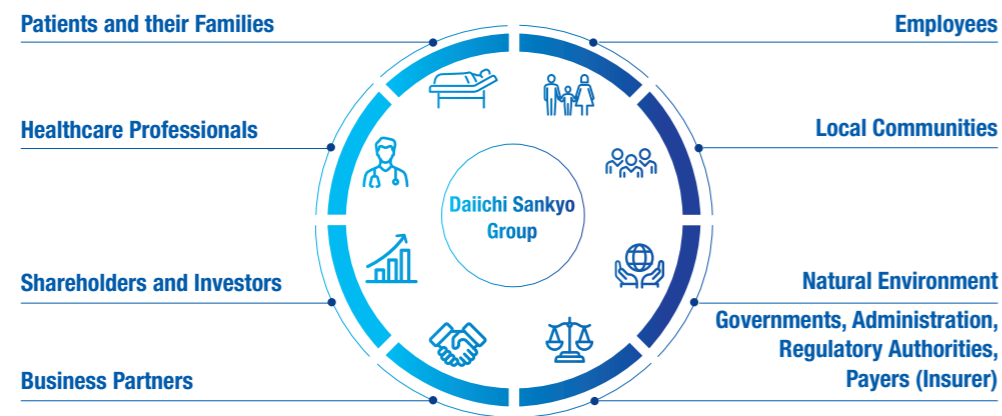 Patients and their Families
Employees
Healthcare Professionals
Local Communities
Daiichi Sankyo
Group
Shareholders and Investors
Natural Environment
Governments, Administration,
Regulatory Authorities,
Payers (Insurer)
Business Partners